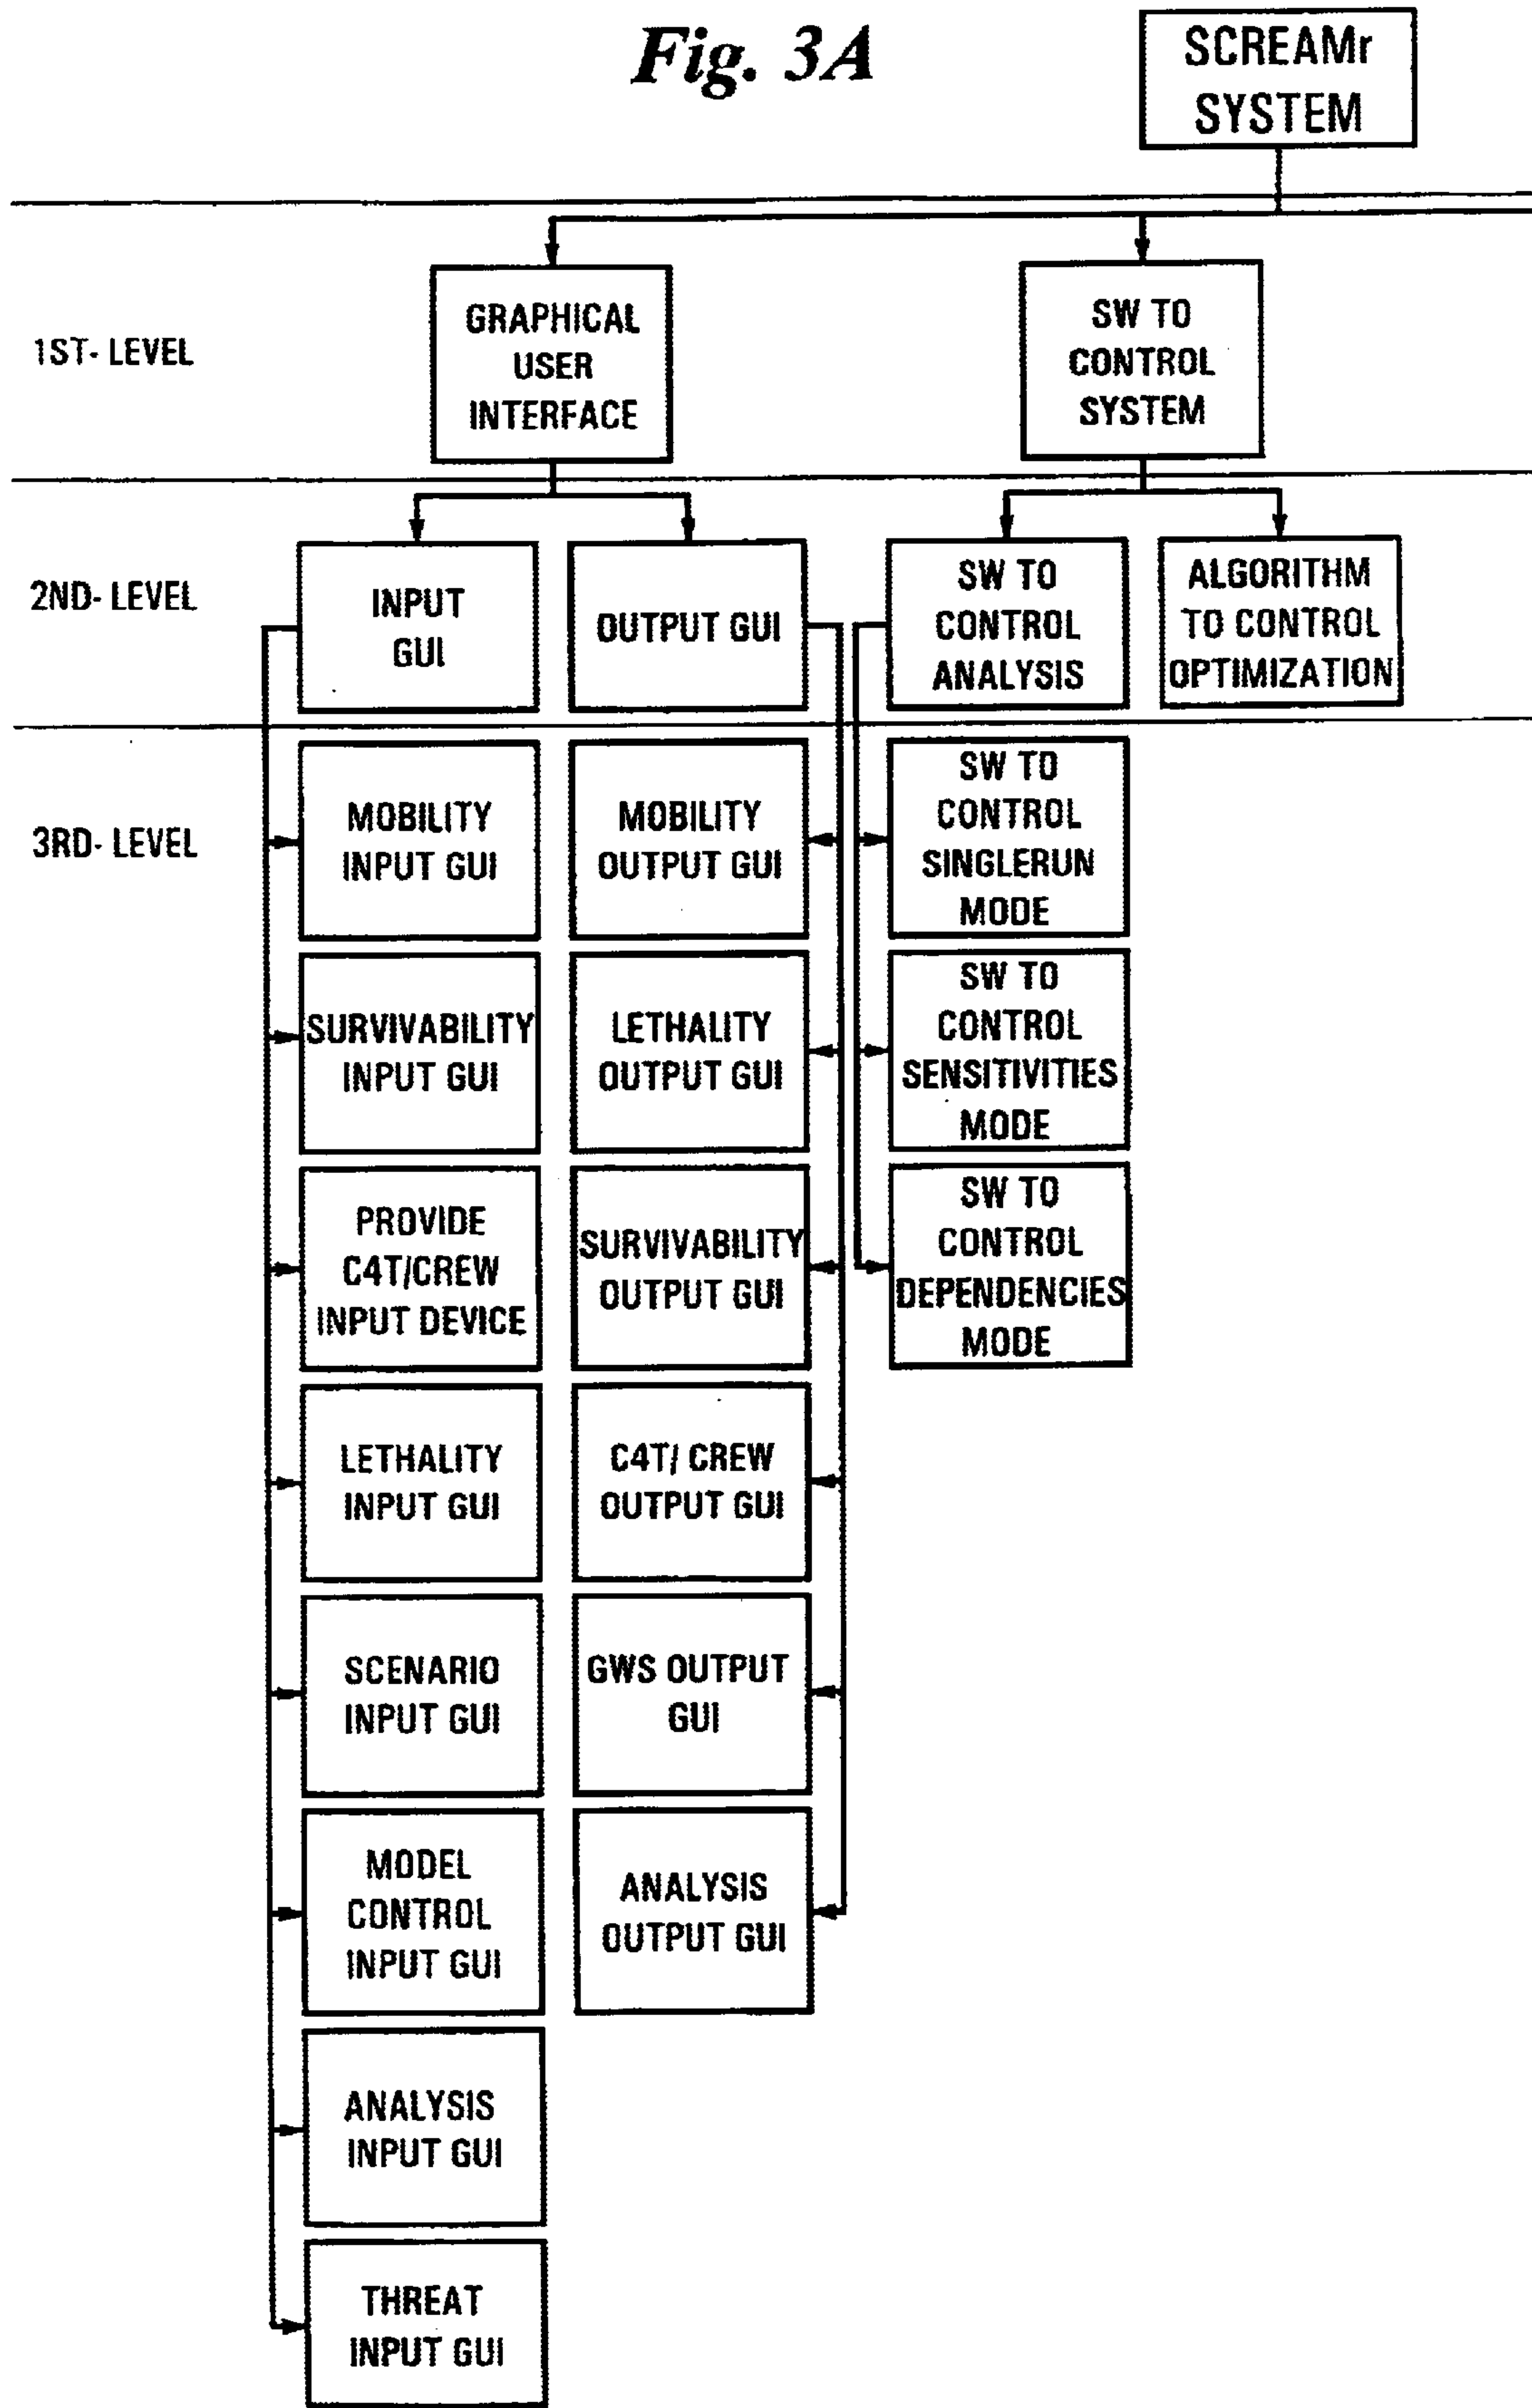 Fig. 3A
SCREAMr
SYSTEM
1ST- LEVEL
GRAPHICAL
USER
INTERFACE
SW TO
CONTROL
SYSTEM
2ND- LEVEL
INPUT
GUI
OUTPUT GUI
SW TO
CONTROL
ANALYSIS
ALGORITHM
TO CONTROL
OPTIMIZATION
3RD- LEVEL
MOBILITY
INPUT GUI
MOBILITY
OUTPUT GUI
SW TO
CONTROL
SINGLERUN
MODE
SURVIVABILITY
INPUT GUI
LETHALITY
OUTPUT GUI
SW TO
CONTROL
SENSITIVITIES
MODE
PROVIDE
C4T/CREW
INPUT DEVICE
SURVIVABILITY
OUTPUT GUI
SW TO
CONTROL
DEPENDENCIES
MODE
LETHALITY
INPUT GUI
C4T/ CREW
OUTPUT GUI
SCENARIO
INPUT GUI
GWS OUTPUT
GUI
MODEL
CONTROL
INPUT GUI
ANALYSIS
OUTPUT GUI
ANALYSIS
INPUT GUI
THREAT
INPUT GUI